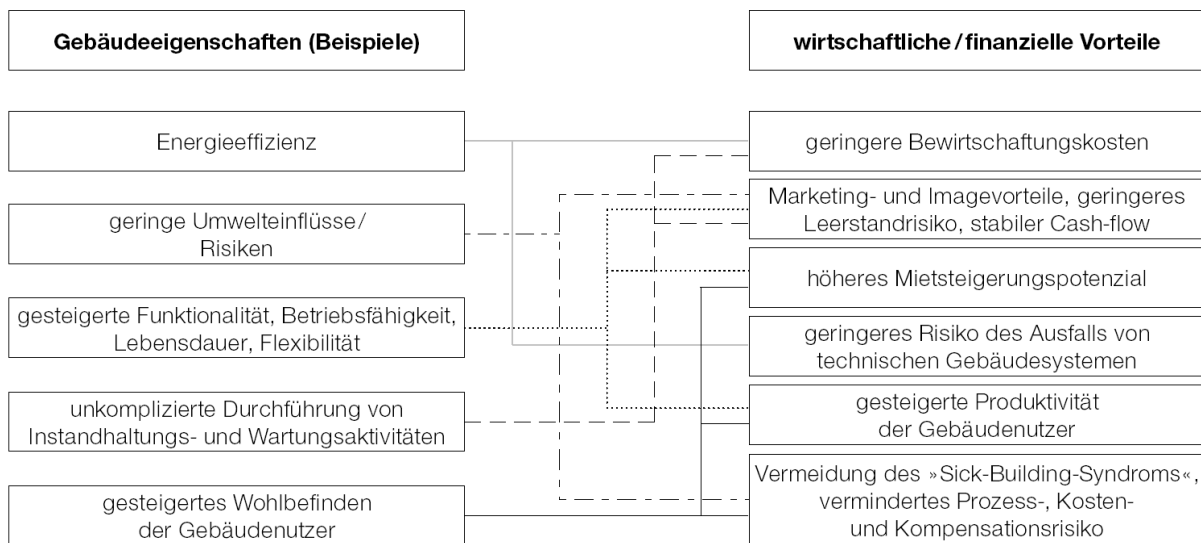 Gebäudeeigenschaften (Beispiele)
wirtschaftliche/finanzielle Vorteile
Energieeffizienz
geringe Umwelteinflüsse/
Risiken
gesteigerte Funktionalität, Betriebsfähigkeit,
Lebensdauer, Flexibilität
unkomplizierte Durchführung von
Instandhaltungs- und Wartungsaktivitäten
gesteigertes Wohlbefinden
der Gebäudenutzer
geringere Bewirtschaftungskosten
Marketing- und Imagevorteile, geringeres
Leerstandrisiko, stabiler Cash-flow
höheres Mietsteigerungspotenzial
geringeres Risiko des Ausfalls von
technischen Gebäudesystemen
gesteigerte Produktivität
der Gebäudenutzer
Vermeidung des »Sick-Building-Syndroms«,
vermindertes Prozess-, Kosten-
und Kompensationsrisiko